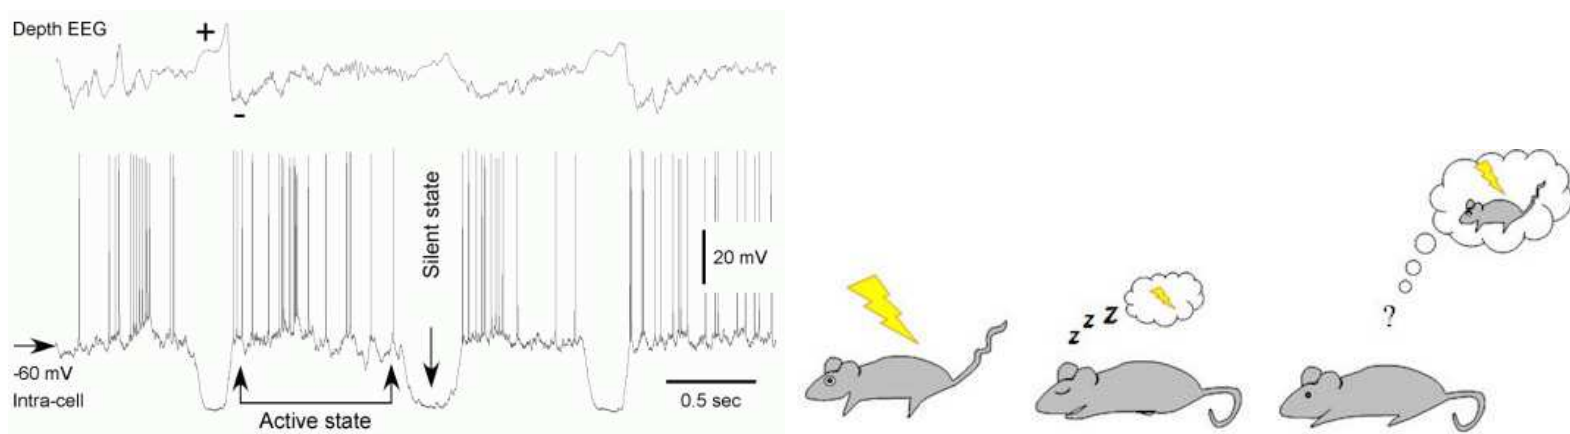 Depth EEG
+
-
Silent state
20 mV
-60 mV
Intra-cell
Active state
0.5 sec
z z z
?